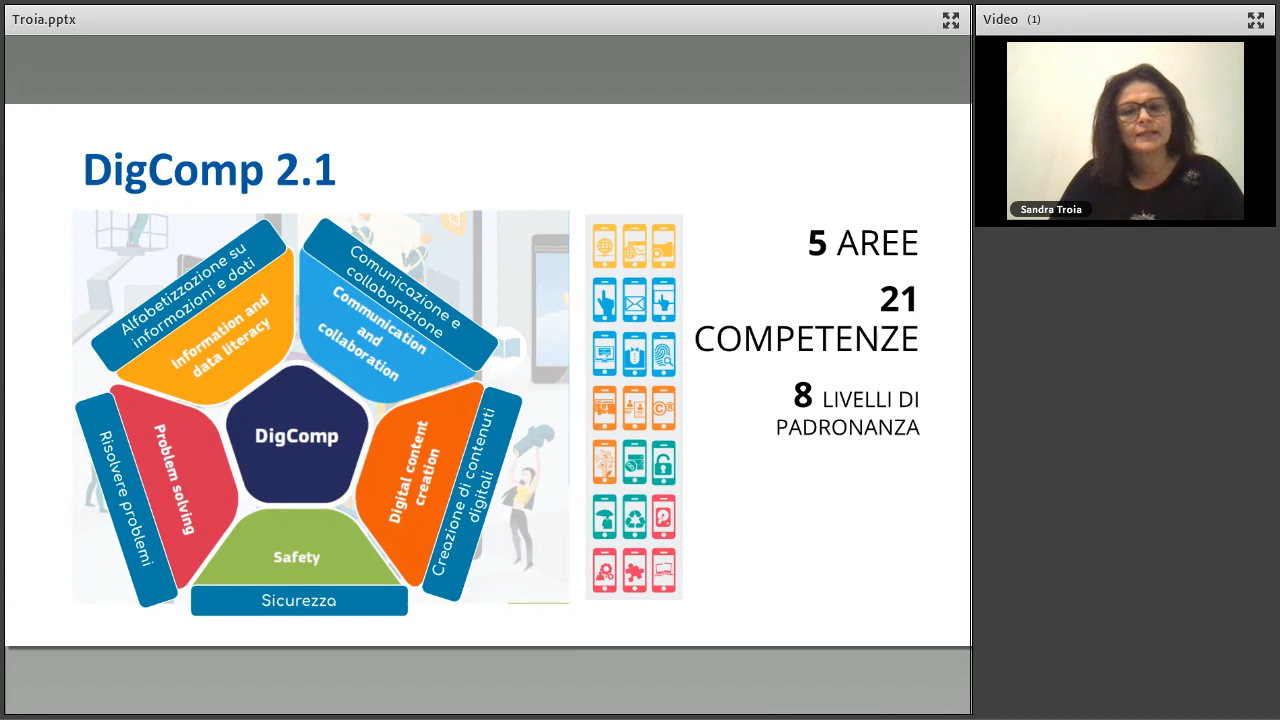 Troia.pptx
Video (1)
Sandra Troia
DigComp 2.1
Alfabetizzazione su
informazioni e dati
Information and
data literacy
Comunicazione e
collaborazione
Communication
and
collaboration
DigComp
Risolvere problemi
Problem solving
Digital content
creation
Creazione di contenuti
digitali
Safety
Sicurezza
5 AREE
21
COMPETENZE
8 LIVELLI DI
PADRONANZA